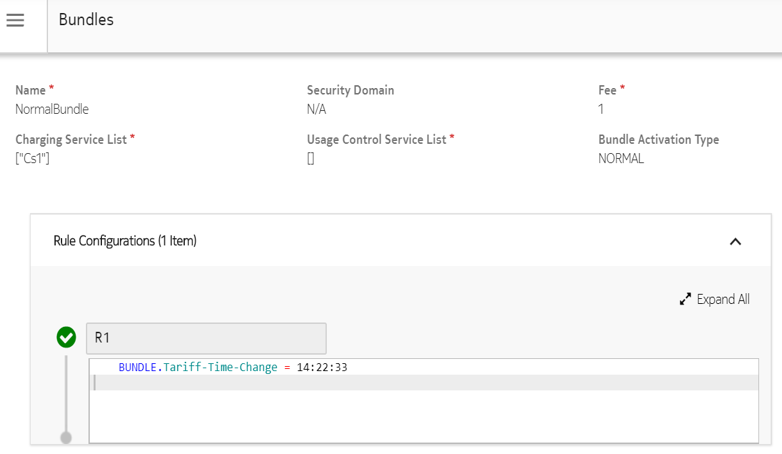 Bundles
Name * Security Domain Fee *
NormalBundle N/A 1
Charging Service List * Usage Control Service List * Bundle Activation Type
["Cs1"] [] NORMAL
Rule Configurations (1 Item)
Expand All
R1
BUNDLE.Tariff-Time-Change = 14:22:33